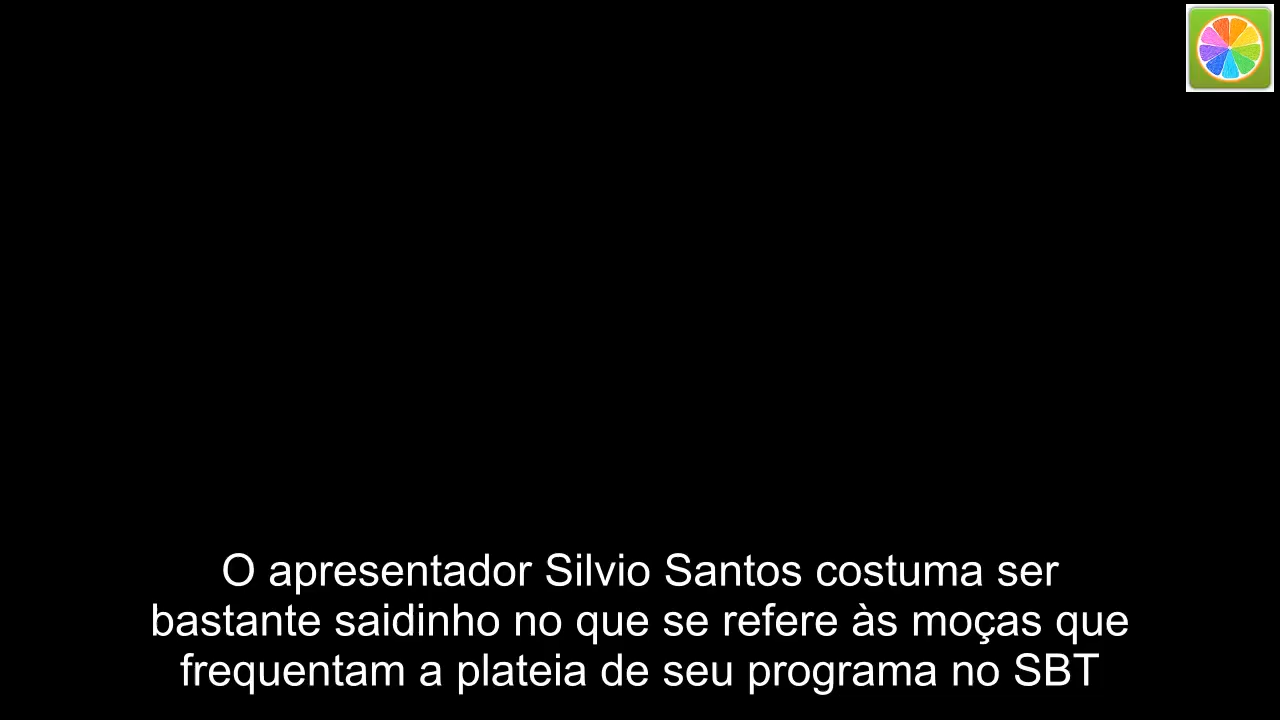 O apresentador Silvio Santos costuma ser
bastante saidinho no que se refere às moças que
frequentam a plateia de seu programa no SBT